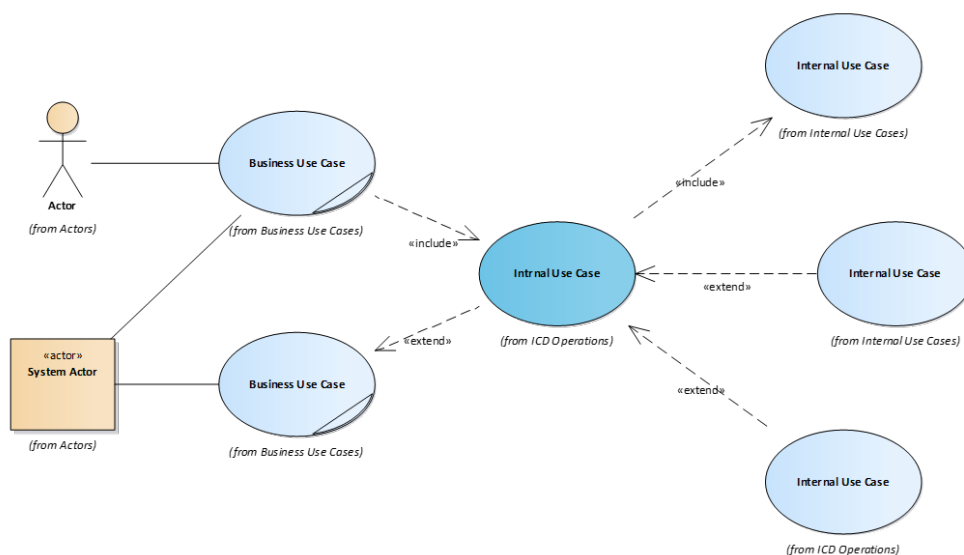 Internal Use Case
(from Internal Use Cases)
Business Use Case
(from Business Use Cases)
Actor
(from Actors)
«include»
«include»
Intrnal Use Case
(from ICD Operations)
Internal Use Case
(from Internal Use Cases)
«extend»
«extend»
«actor»
System Actor
(from Actors)
Business Use Case
(from Business Use Cases)
«extend»
Internal Use Case
(from ICD Operations)